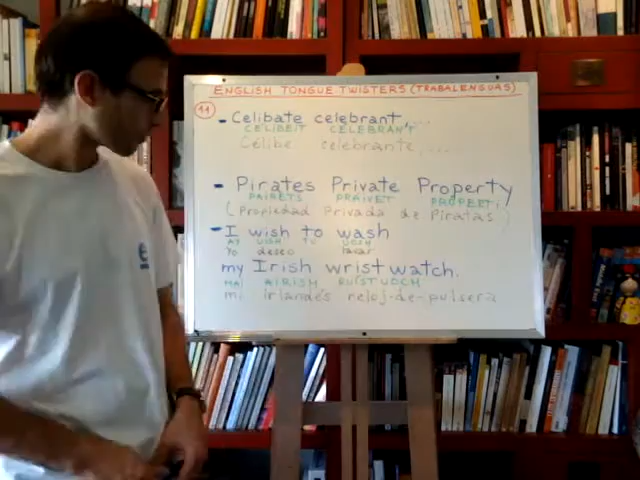 ENGLISH TONGUE TWISTERS (TRABALENGUAS)
11
- Celibate celebrant,...
CELIBEIT CELEBRANT
Célibe celebrante,...
- Pirates Private Property
PAIRETS PRAIVET PROPERTI
(Propiedad Privada de Piratas)
- I wish to wash
AY UISH TU UOSH
Yo deseo lavar
my Irish wristwatch.
MAI AIRISH RUISTUOCH
mi irlandés reloj-de-pulsera